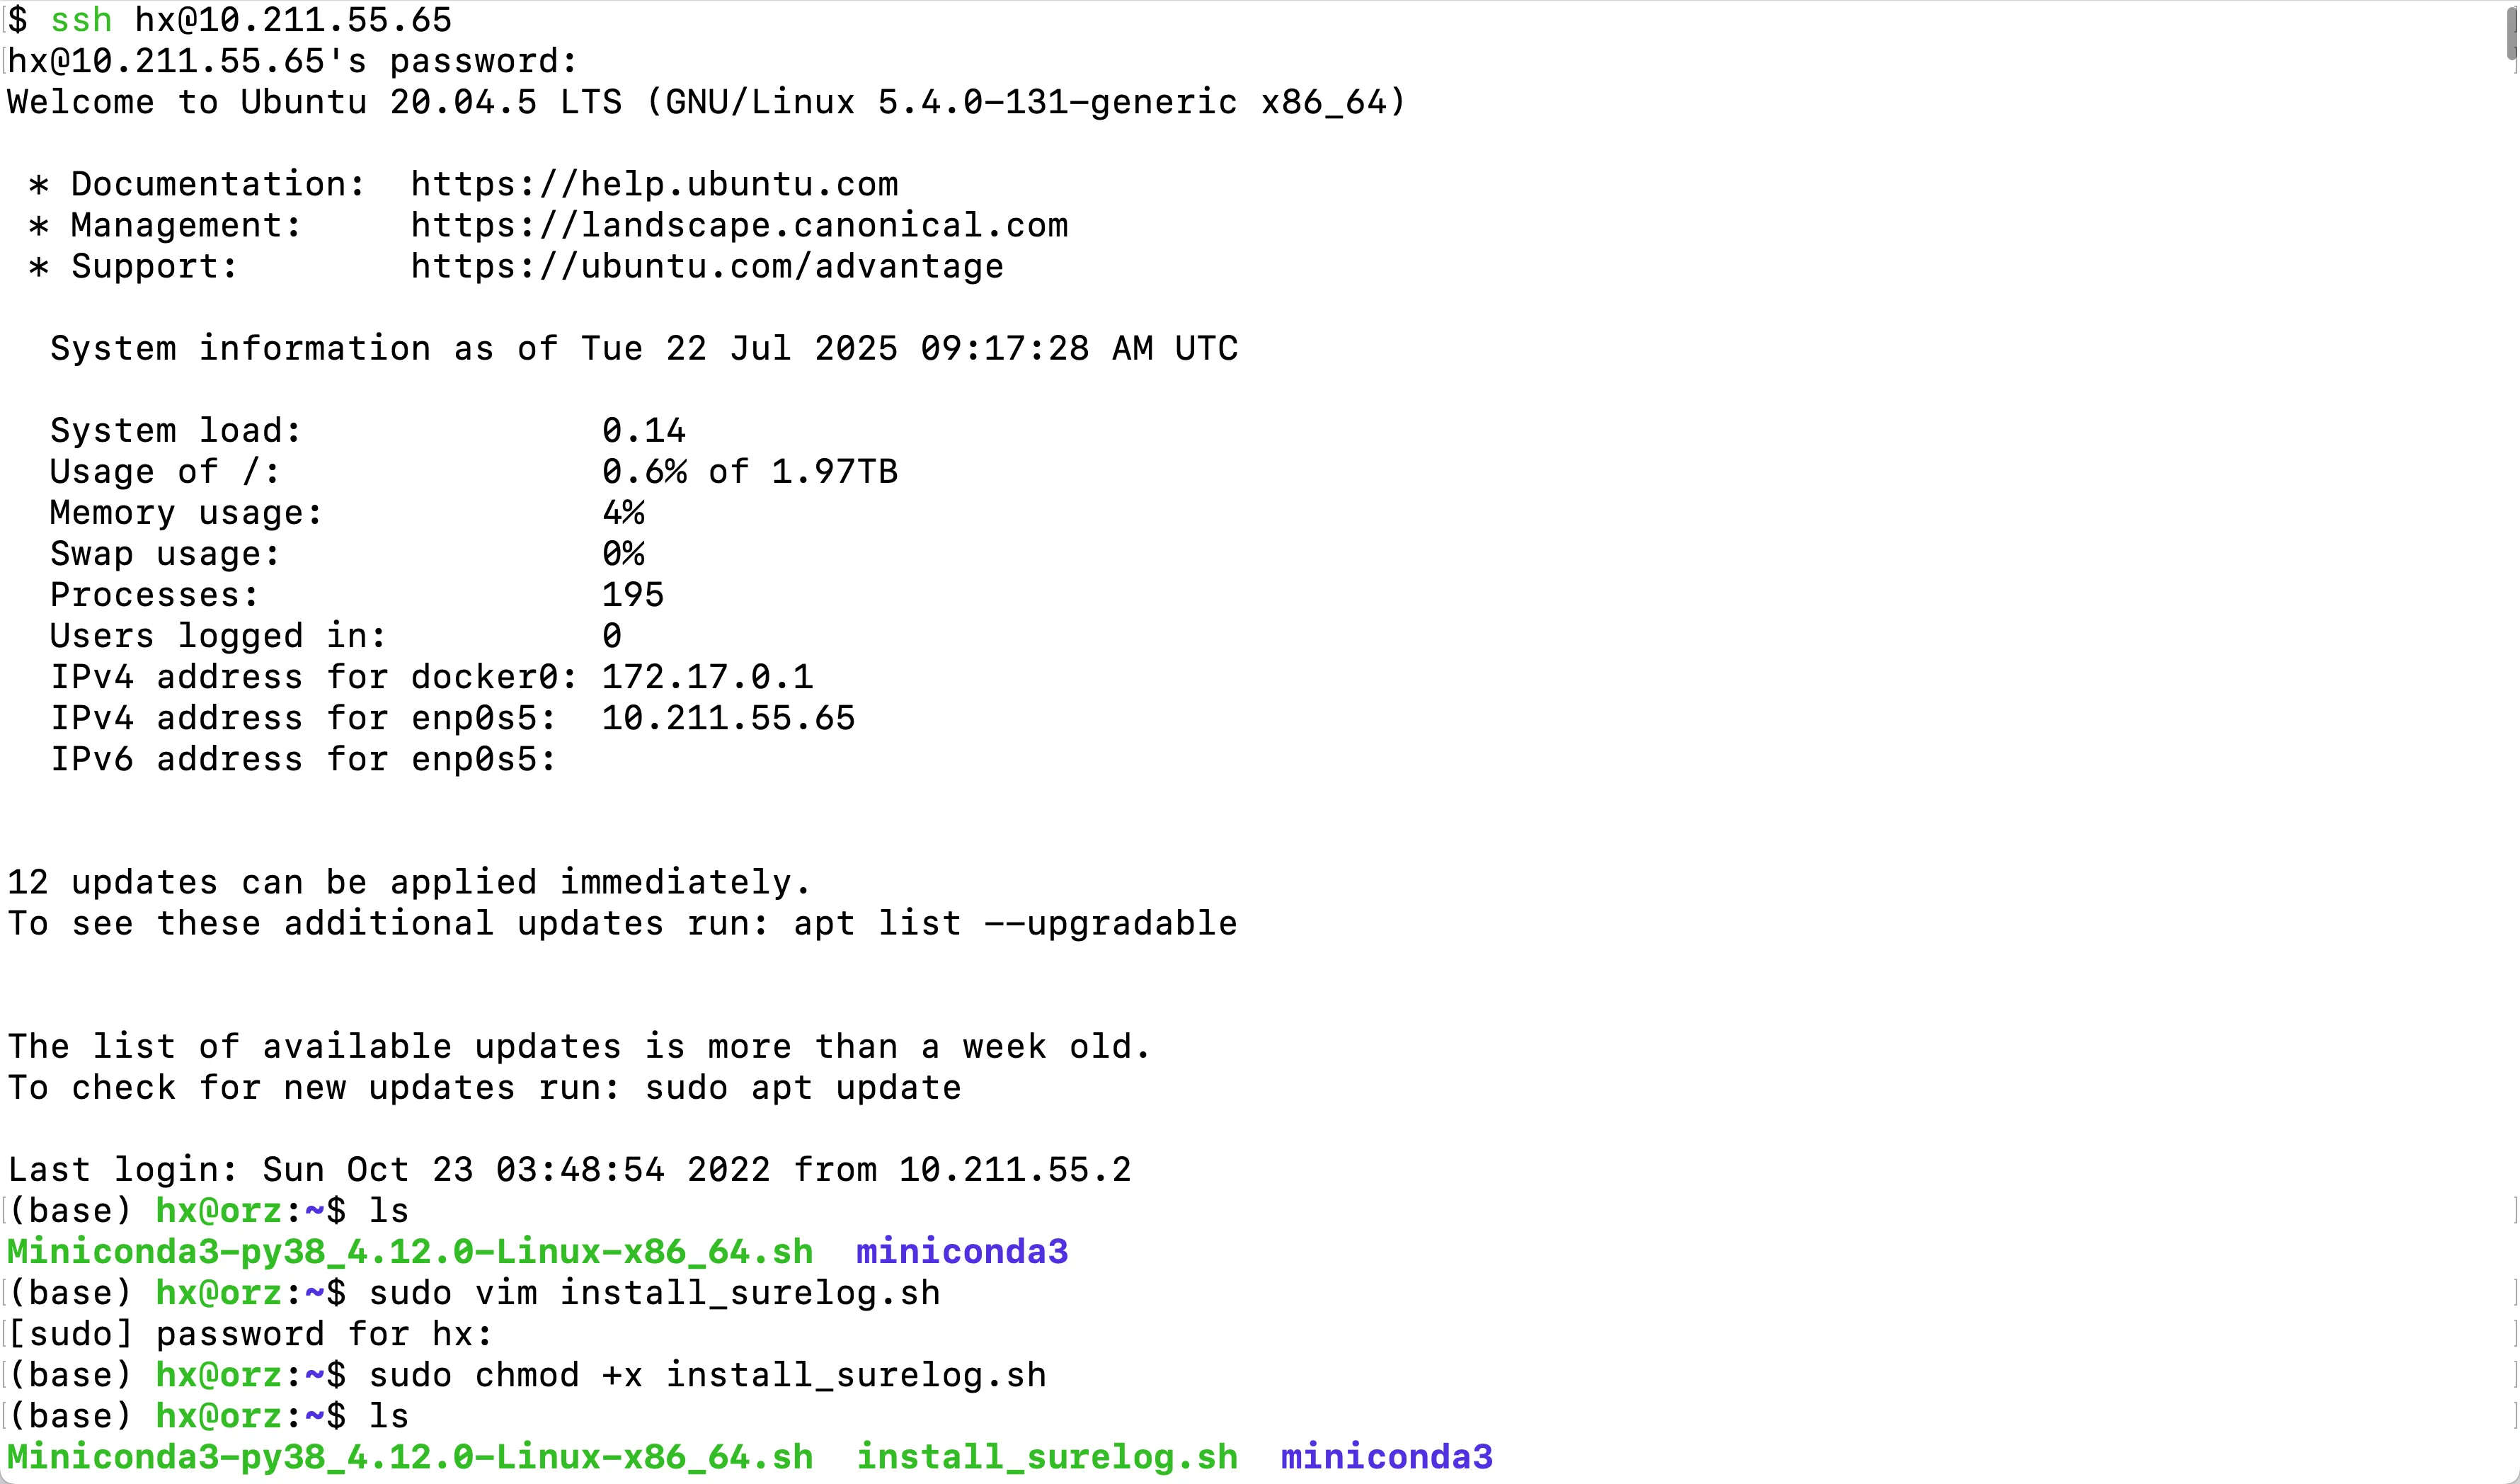 $ ssh hx@10.211.55.65
hx@10.211.55.65's password:
Welcome to Ubuntu 20.04.5 LTS (GNU/Linux 5.4.0-131-generic x86_64)

 * Documentation:  https://help.ubuntu.com
 * Management:     https://landscape.canonical.com
 * Support:        https://ubuntu.com/advantage

  System information as of Tue 22 Jul 2025 09:17:28 AM UTC

  System load:              0.14
  Usage of /:               0.6% of 1.97TB
  Memory usage:             4%
  Swap usage:               0%
  Processes:                195
  Users logged in:          0
  IPv4 address for docker0: 172.17.0.1
  IPv4 address for enp0s5:  10.211.55.65
  IPv6 address for enp0s5:

12 updates can be applied immediately.
To see these additional updates run: apt list --upgradable

The list of available updates is more than a week old.
To check for new updates run: sudo apt update

Last login: Sun Oct 23 03:48:54 2022 from 10.211.55.2
(base) hx@orz:~$ ls
Miniconda3-py38_4.12.0-Linux-x86_64.sh  miniconda3
(base) hx@orz:~$ sudo vim install_surelog.sh
[sudo] password for hx:
(base) hx@orz:~$ sudo chmod +x install_surelog.sh
(base) hx@orz:~$ ls
Miniconda3-py38_4.12.0-Linux-x86_64.sh  install_surelog.sh  miniconda3